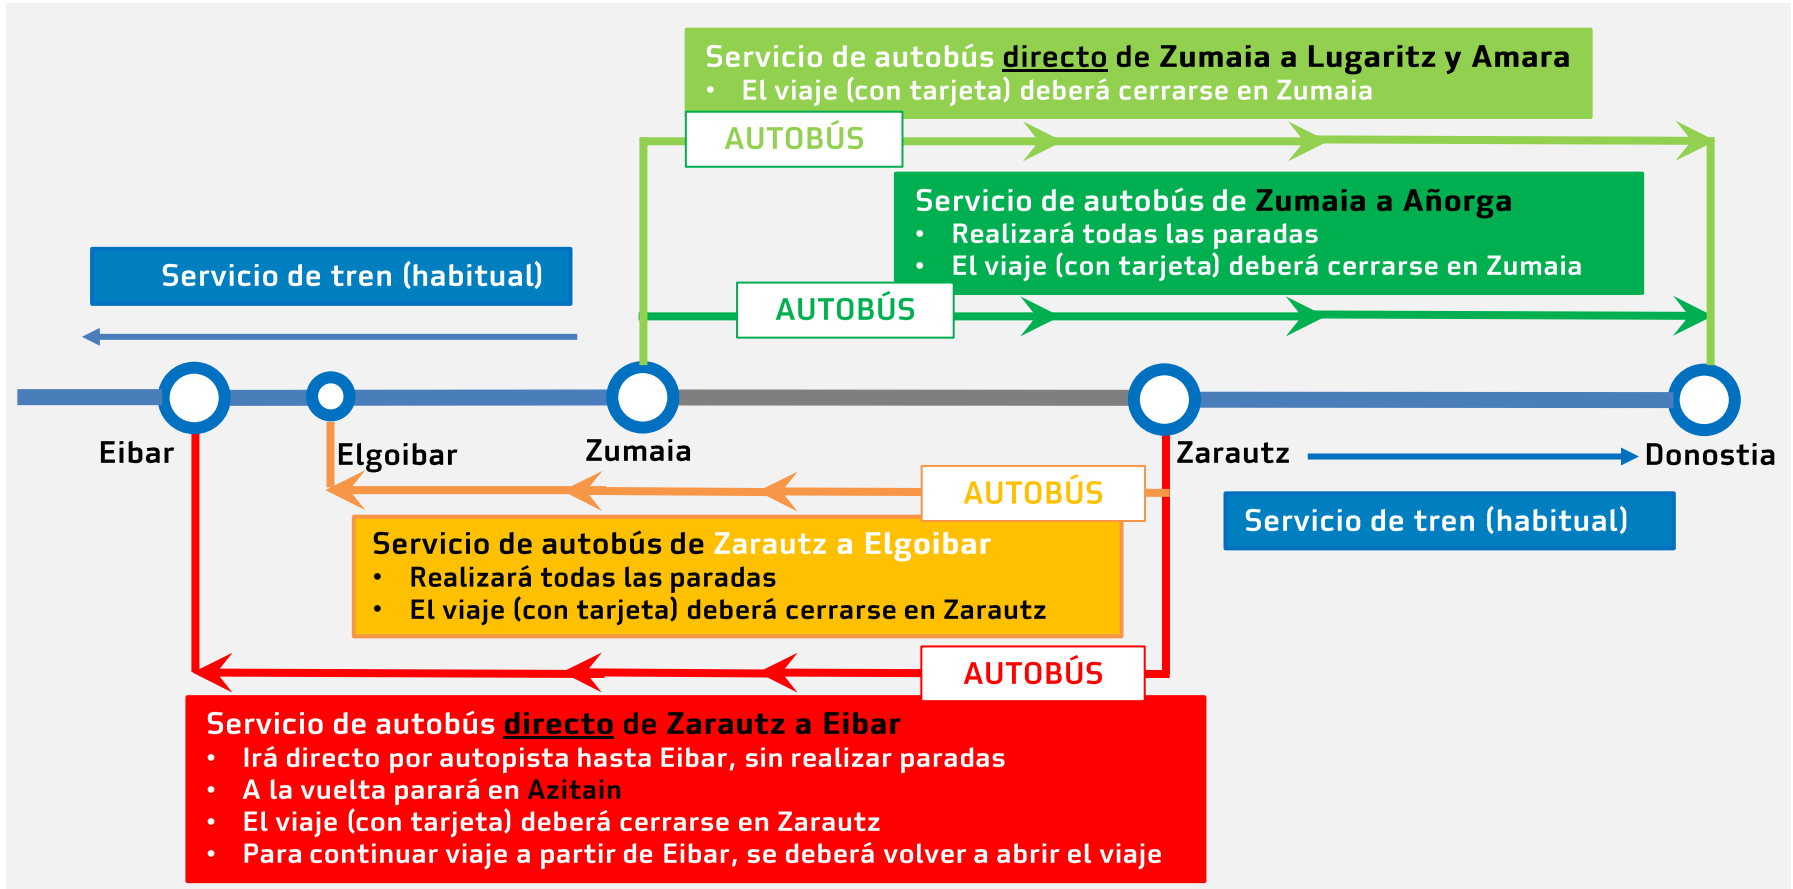 Servicio de autobús directo de Zumaia a Lugaritz y Amara
• El viaje (con tarjeta) deberá cerrarse en Zumaia
AUTOBÚS
Servicio de autobús de Zumaia a Añorga
• Realizará todas las paradas
• El viaje (con tarjeta) deberá cerrarse en Zumaia
Servicio de tren (habitual)
AUTOBÚS
Eibar
Elgoibar
Zumaia
Zarautz
Donostia
AUTOBÚS
Servicio de tren (habitual)
Servicio de autobús de Zarautz a Elgoibar
• Realizará todas las paradas
• El viaje (con tarjeta) deberá cerrarse en Zarautz
AUTOBÚS
Servicio de autobús directo de Zarautz a Eibar
• Irá directo por autopista hasta Eibar, sin realizar paradas
• A la vuelta parará en Azitain
• El viaje (con tarjeta) deberá cerrarse en Zarautz
• Para continuar viaje a partir de Eibar, se deberá volver a abrir el viaje